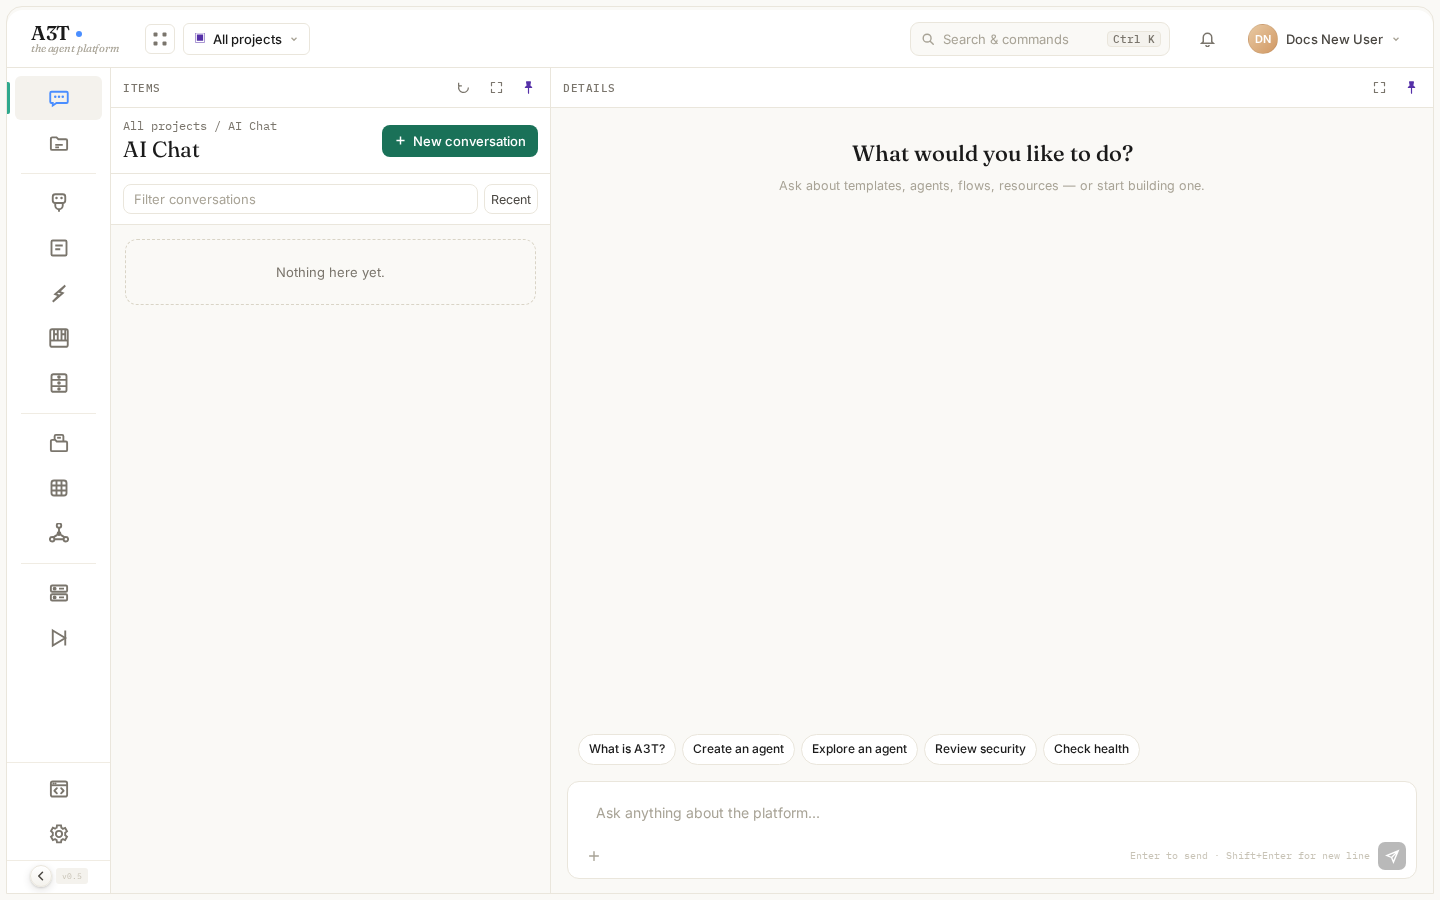 A3T
the agent platform
All projects
Search & commands
Ctrl K
DN
Docs New User
ITEMS
DETAILS
All projects / AI Chat
AI Chat
+ New conversation
Filter conversations
Recent
Nothing here yet.
What would you like to do?
Ask about templates, agents, flows, resources — or start building one.
What is A3T?
Create an agent
Explore an agent
Review security
Check health
Ask anything about the platform...
Enter to send · Shift+Enter for new line
v0.5